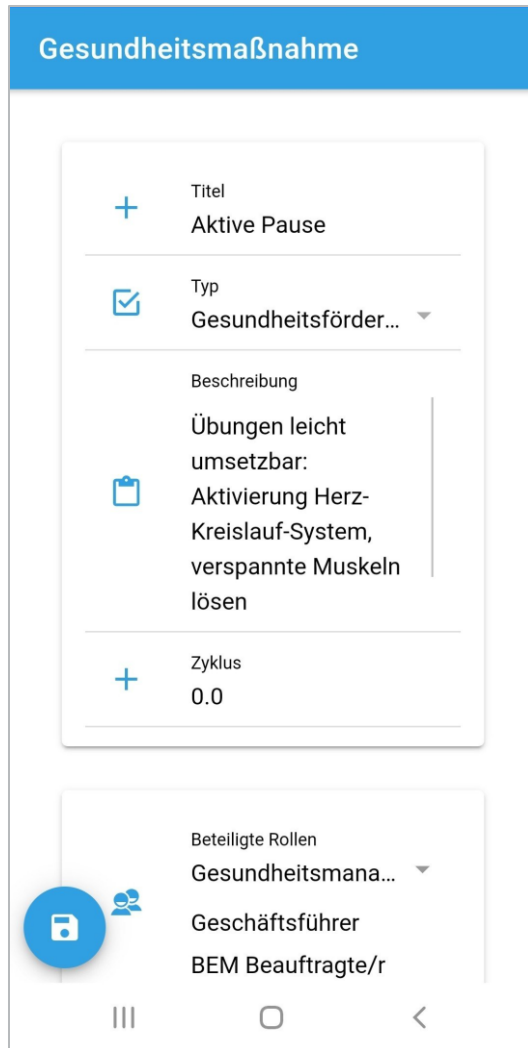 Gesundheitsmaßnahme
Titel
Aktive Pause
Typ
Gesundheitsförder...
Beschreibung
Übungen leicht
umsetzbar:
Aktivierung Herz-
Kreislauf-System,
verspannte Muskeln
lösen
Zyklus
0.0
Beteiligte Rollen
Gesundheitsmana...
Geschäftsführer
BEM Beauftragte/r